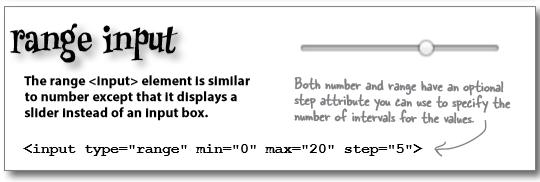 range input
The range <input> element is similar
to number except that it displays a
slider instead of an input box.
Both number and range have an optional
step attribute you can use to specify the
number of intervals for the values.
<input type="range" min="0" max="20" step="5">